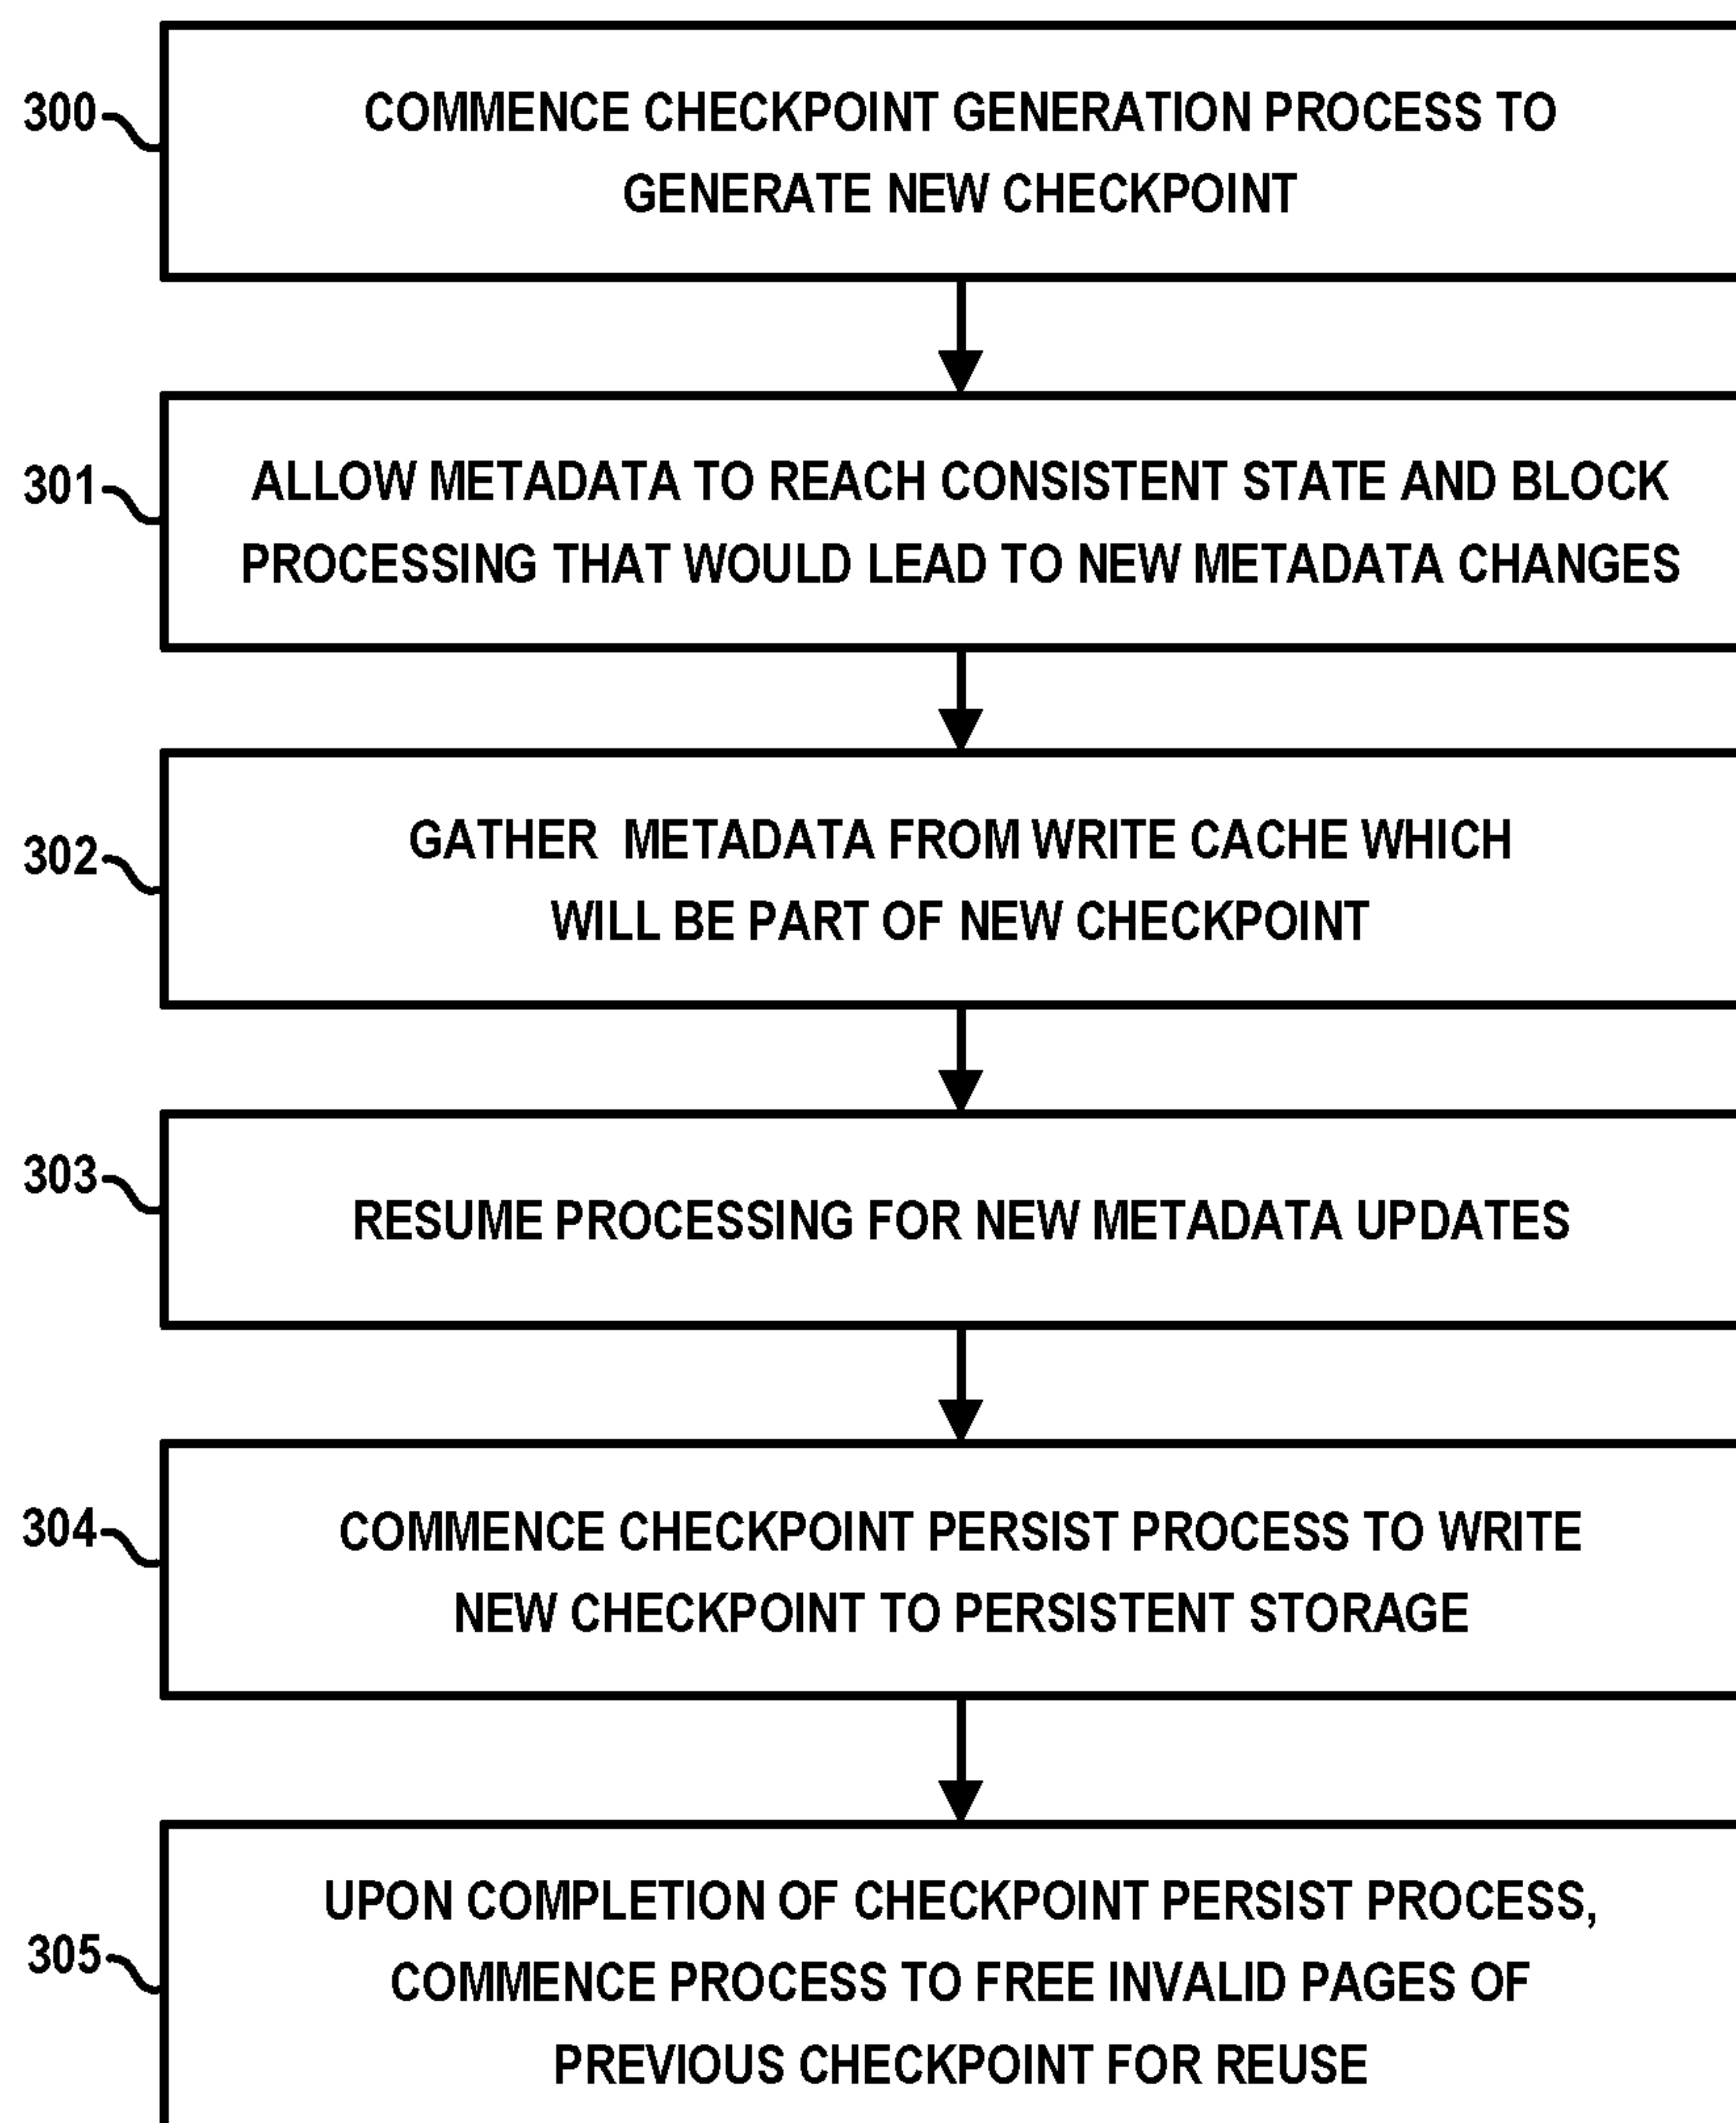 300
COMMENCE CHECKPOINT GENERATION PROCESS TO
GENERATE NEW CHECKPOINT
301
ALLOW METADATA TO REACH CONSISTENT STATE AND BLOCK
PROCESSING THAT WOULD LEAD TO NEW METADATA CHANGES
302
GATHER METADATA FROM WRITE CACHE WHICH
WILL BE PART OF NEW CHECKPOINT
303
RESUME PROCESSING FOR NEW METADATA UPDATES
304
COMMENCE CHECKPOINT PERSIST PROCESS TO WRITE
NEW CHECKPOINT TO PERSISTENT STORAGE
305
UPON COMPLETION OF CHECKPOINT PERSIST PROCESS,
COMMENCE PROCESS TO FREE INVALID PAGES OF
PREVIOUS CHECKPOINT FOR REUSE